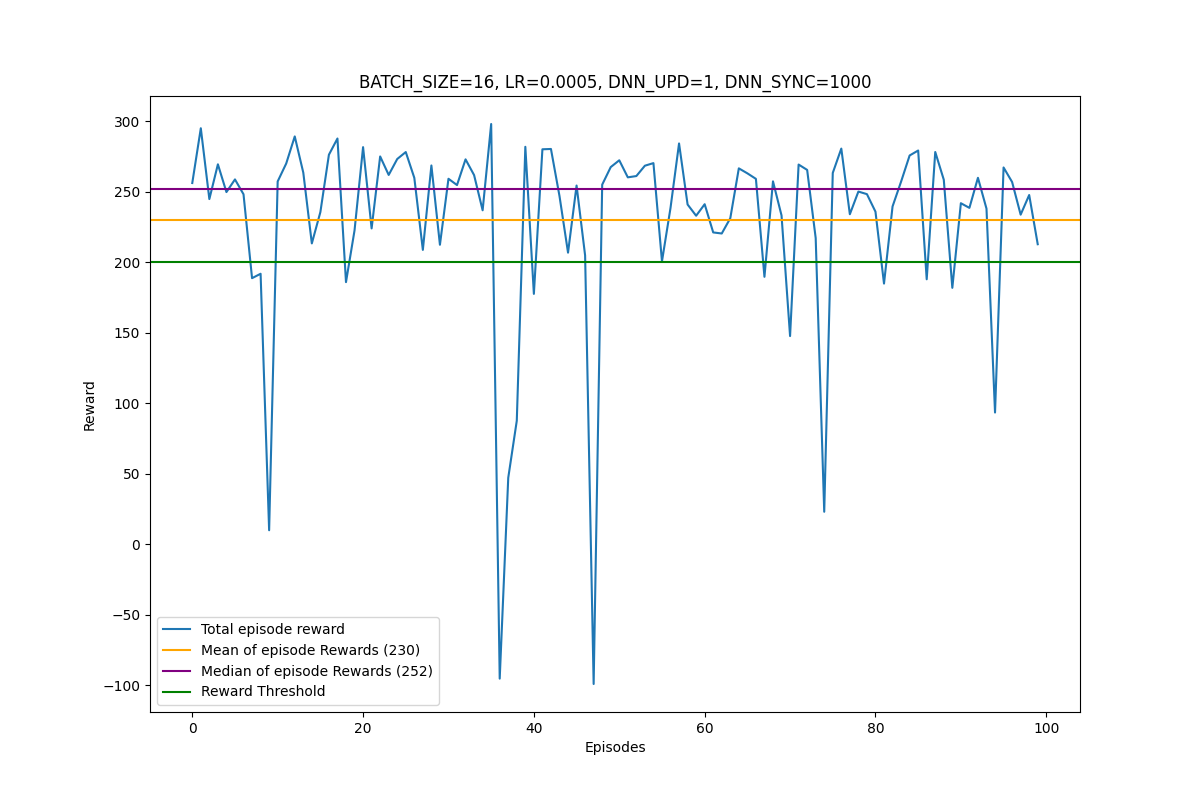 BATCH_SIZE=16, LR=0.0005, DNN_UPD=1, DNN_SYNC=1000
300
250
200
150
100
50
0
−50
−100
Reward
Total episode reward
Mean of episode Rewards (230)
Median of episode Rewards (252)
Reward Threshold
0 20 40 60 80 100
Episodes